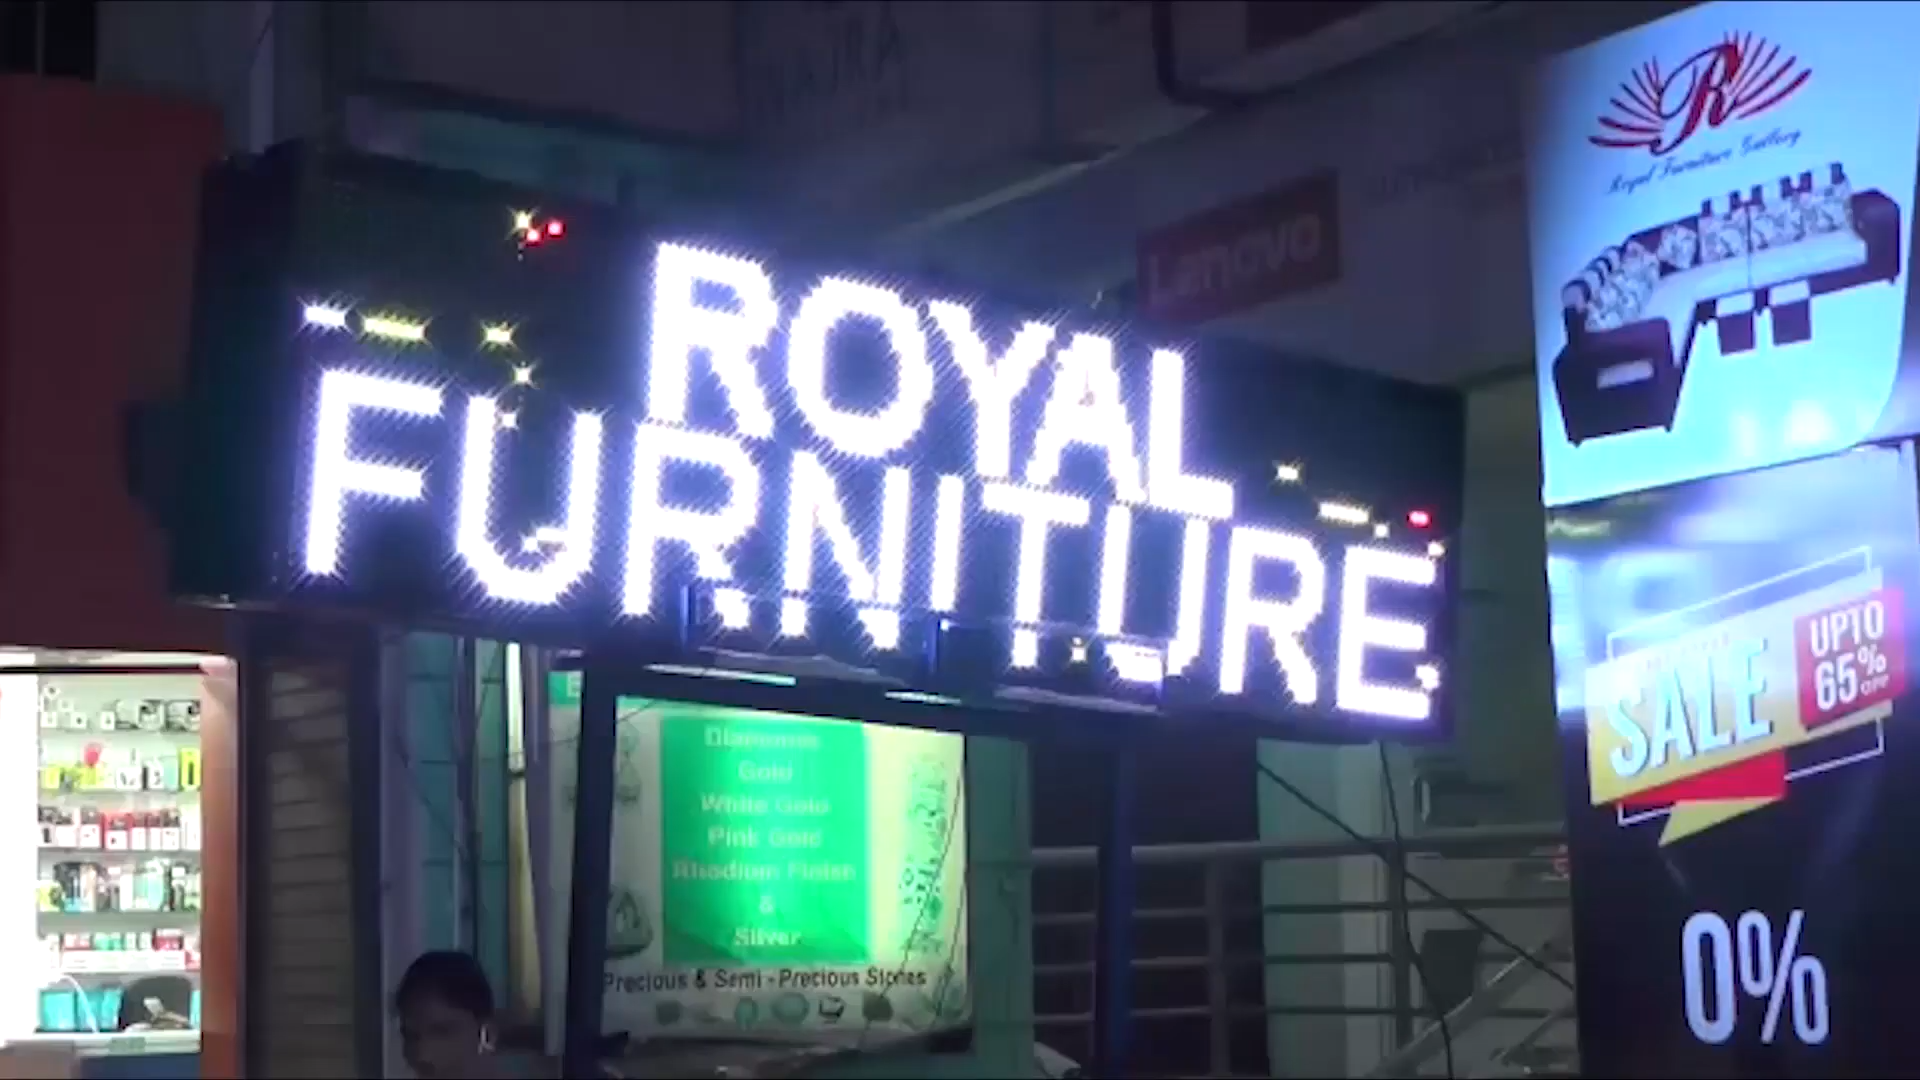 ROYAL
FURNITURE
Lenovo
R
Royal Furniture Gallery
SALE
UPTO
65%
OFF
0%
Diamonds
Gold
White Gold
Pink Gold
Rhodium Plated
&
Silver
Precious & Semi - Precious Stones